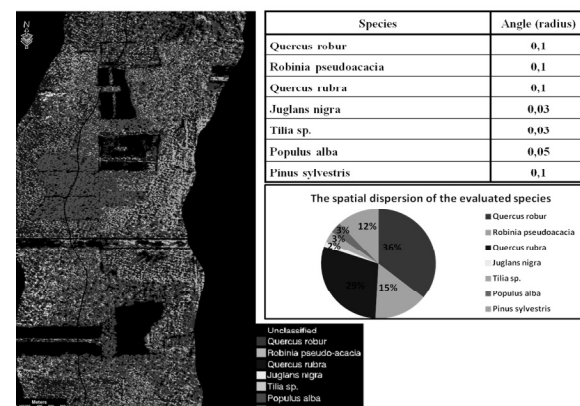 N
Species Angle (radius)
Quercus robur 0,1
Robinia pseudoacacia 0,1
Quercus rubra 0,1
Juglans nigra 0,03
Tilia sp. 0,03
Populus alba 0,05
Pinus sylvestris 0,1
The spatial dispersion of the evaluated species
12%
3%
3%
2%
36%
29%
15%
Quercus robur
Robinia pseudoacacia
Quercus rubra
Juglans nigra
Tilia sp.
Populus alba
Pinus sylvestris
Unclassified
Quercus robur
Robinia pseudo-acacia
Quercus rubra
Juglans nigra
Tilia sp.
Populus alba
Meters